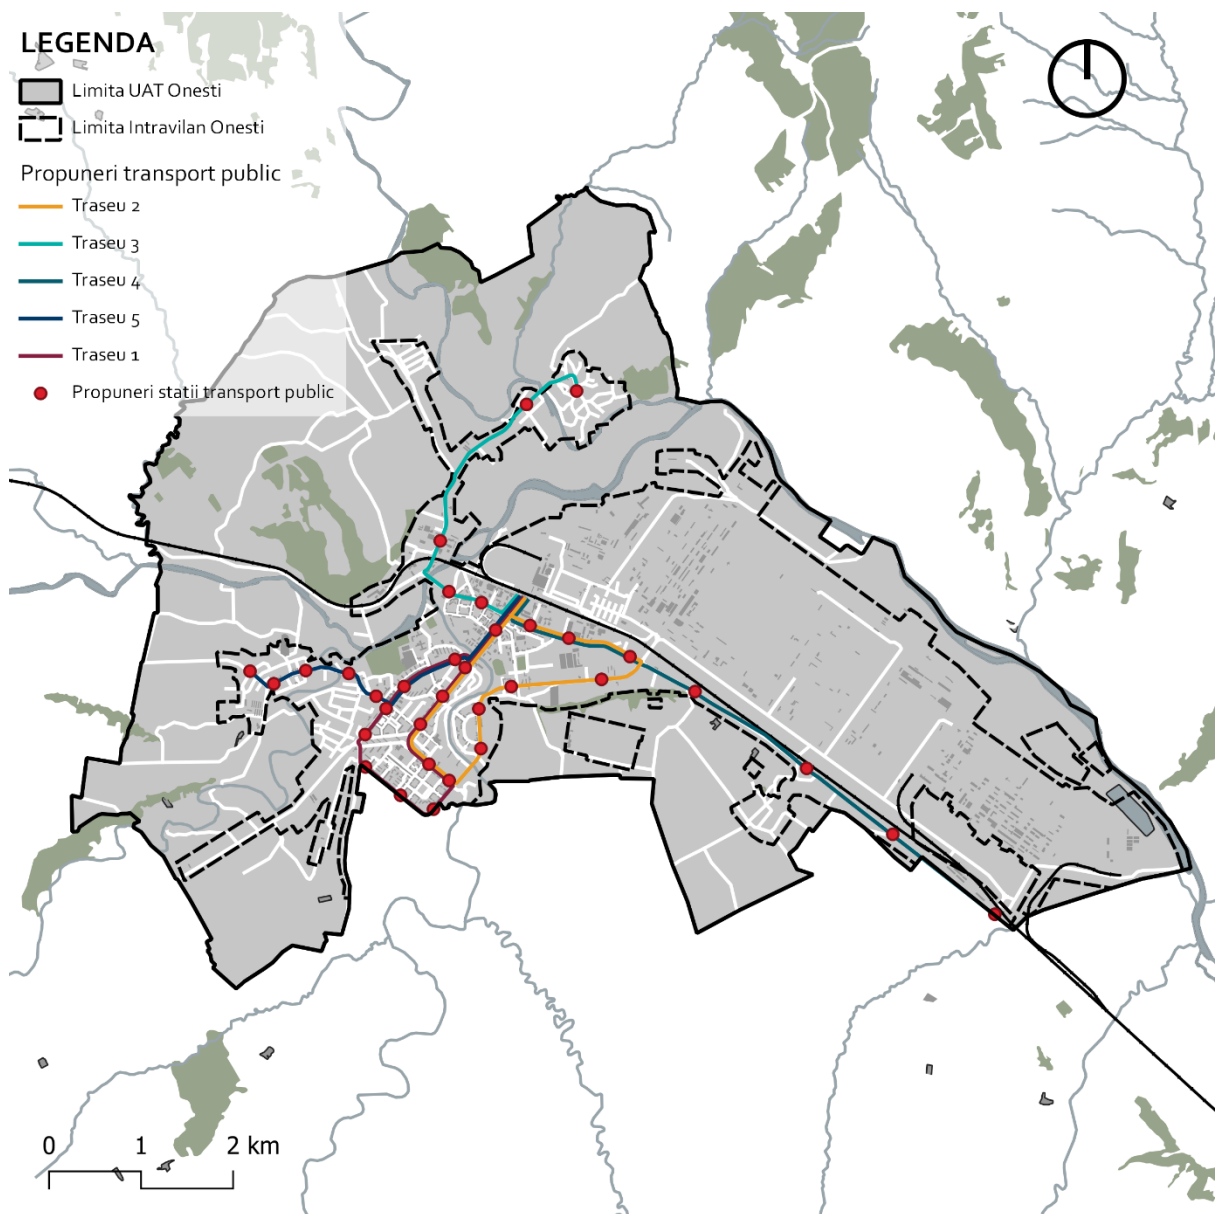 LEGENDA
Limita UAT Onesti
Limita Intravilan Onesti
Propuneri transport public
Traseu 2
Traseu 3
Traseu 4
Traseu 5
Traseu 1
Propuneri statii transport public
0 1 2 km